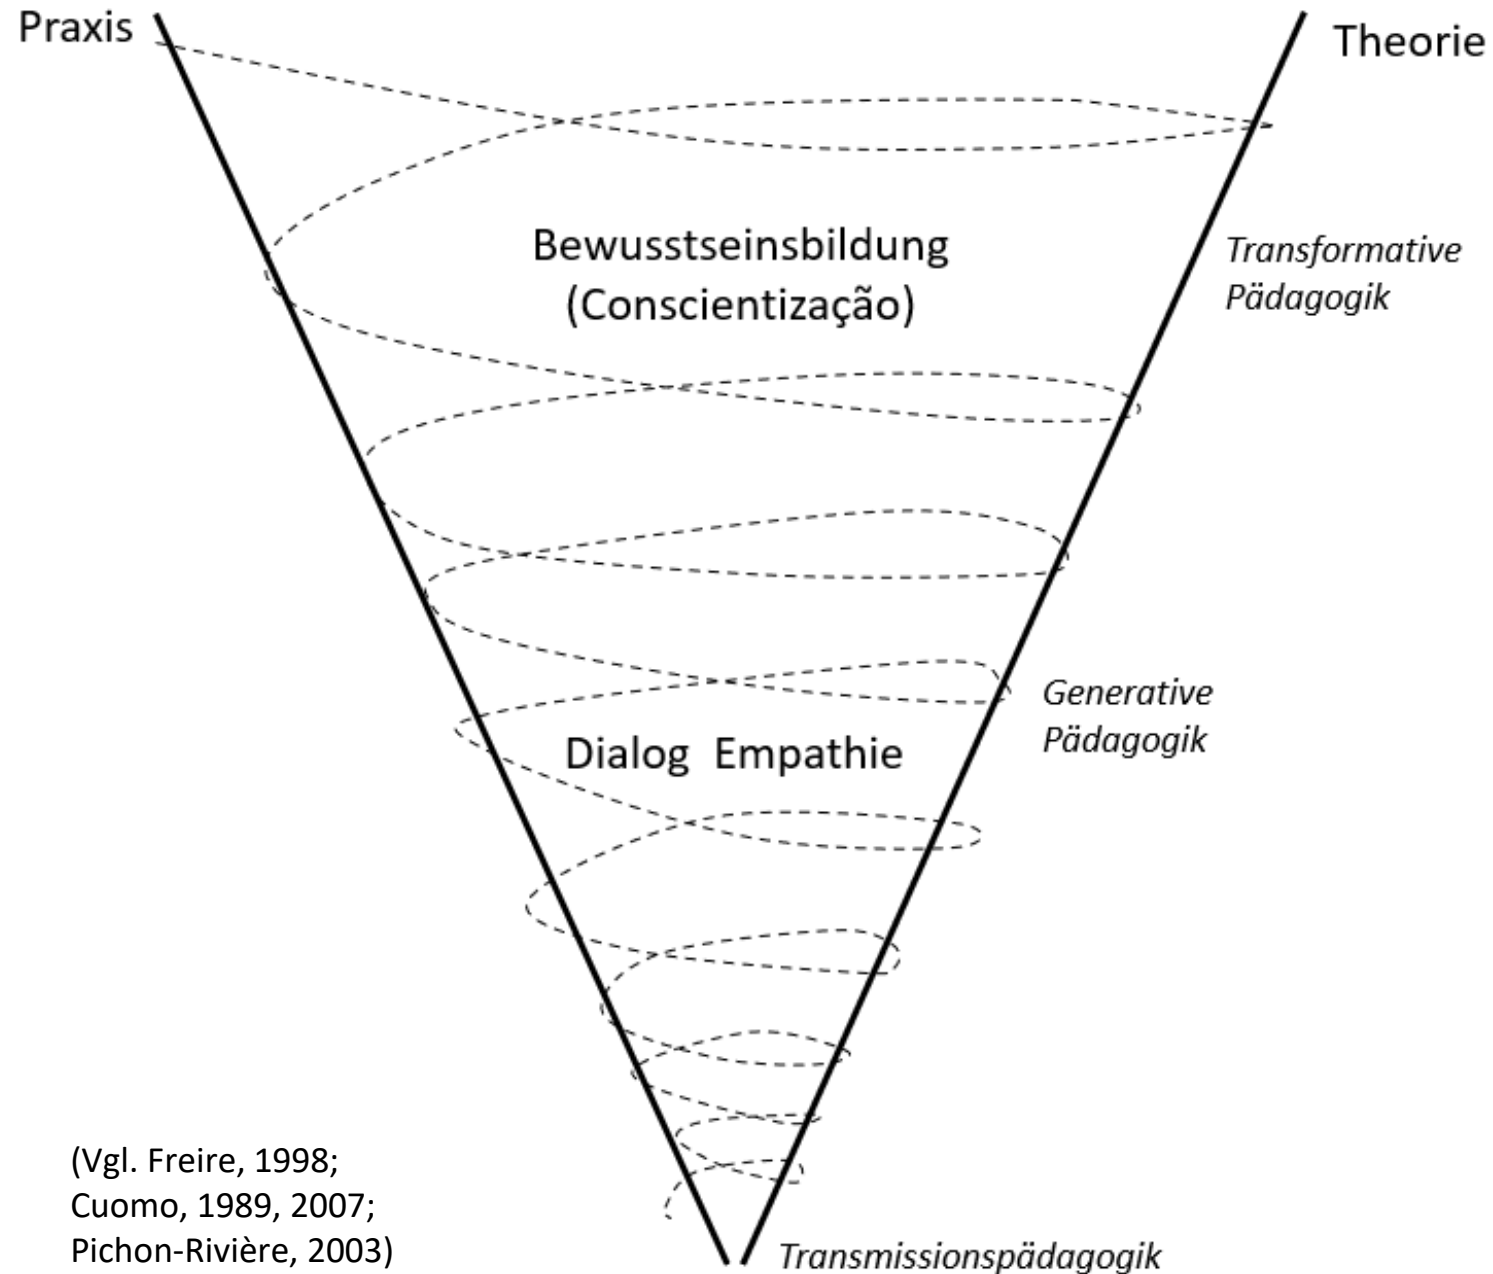 Praxis
Theorie
Bewusstseinsbildung
(Conscientização)
Transformative
Pädagogik
Generative
Pädagogik
Dialog Empathie
(Vgl. Freire, 1998;
Cuomo, 1989, 2007;
Pichon-Rivière, 2003)
Transmissionspädagogik